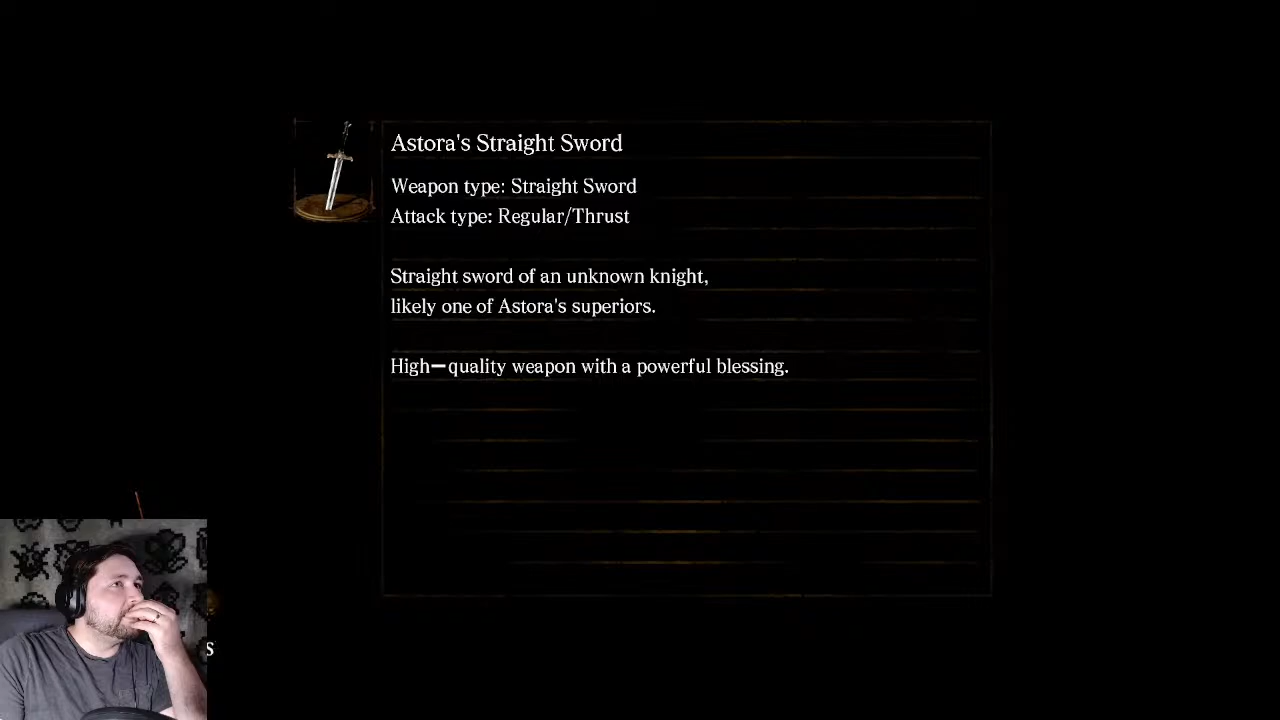 Astora's Straight Sword
Weapon type: Straight Sword
Attack type: Regular/Thrust
Straight sword of an unknown knight,
likely one of Astora's superiors.
High—quality weapon with a powerful blessing.
s